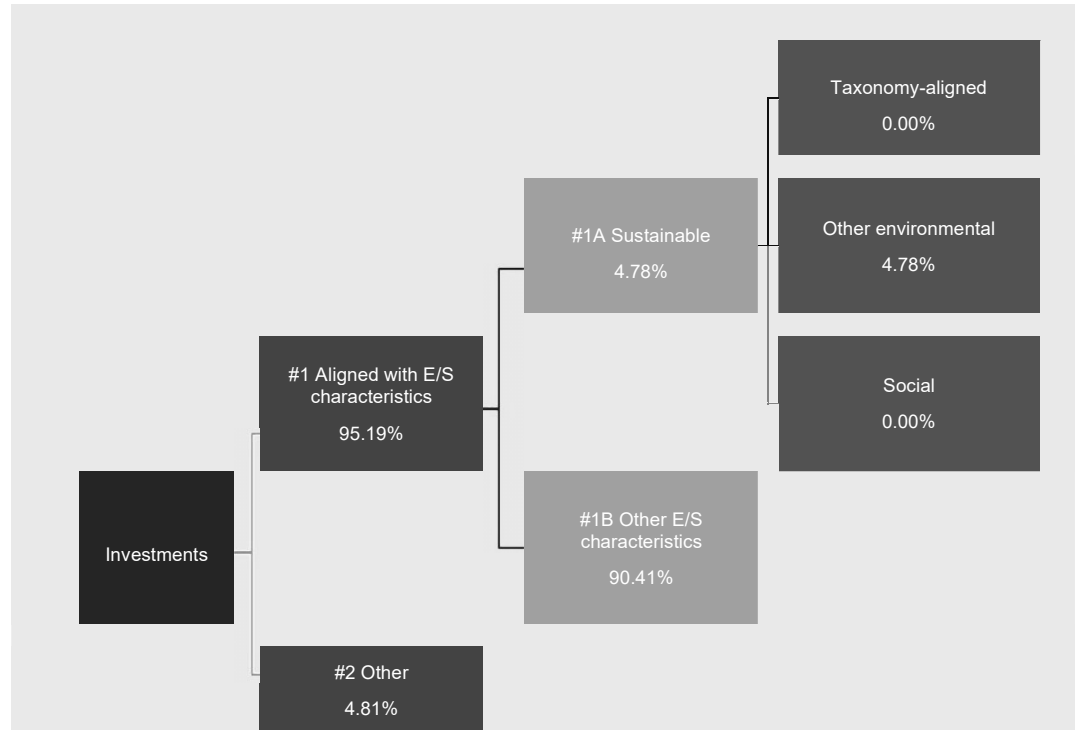 Taxonomy-aligned
0.00%
#1A Sustainable
4.78%
Other environmental
4.78%
#1 Aligned with E/S
characteristics
95.19%
Social
0.00%
Investments
#1B Other E/S
characteristics
90.41%
#2 Other
4.81%